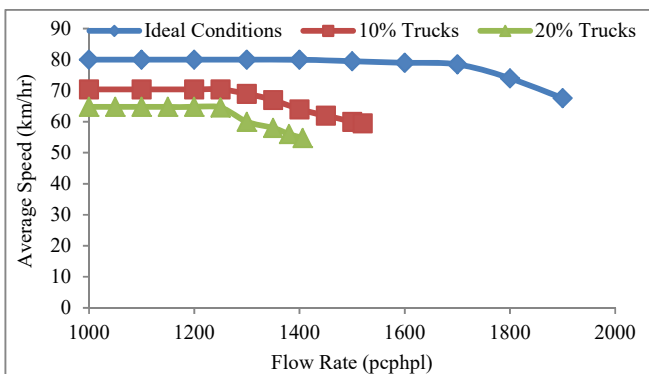 Ideal Conditions 10% Trucks 20% Trucks
90
80
70
60
50
40
30
20
10
0
Average Speed (km/hr)
1000 1200 1400 1600 1800 2000
Flow Rate (pcphpl)